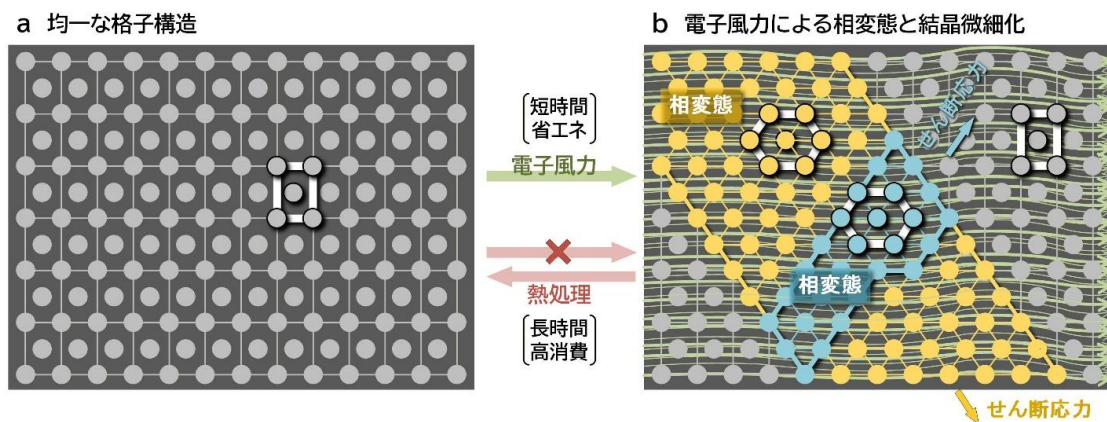 a 均一な格子構造
b 電子風力による相変態と結晶微細化
短時間
省エネ
電子風力
熱処理
長時間
高消費
相変態
せん断応力
相変態
せん断応力